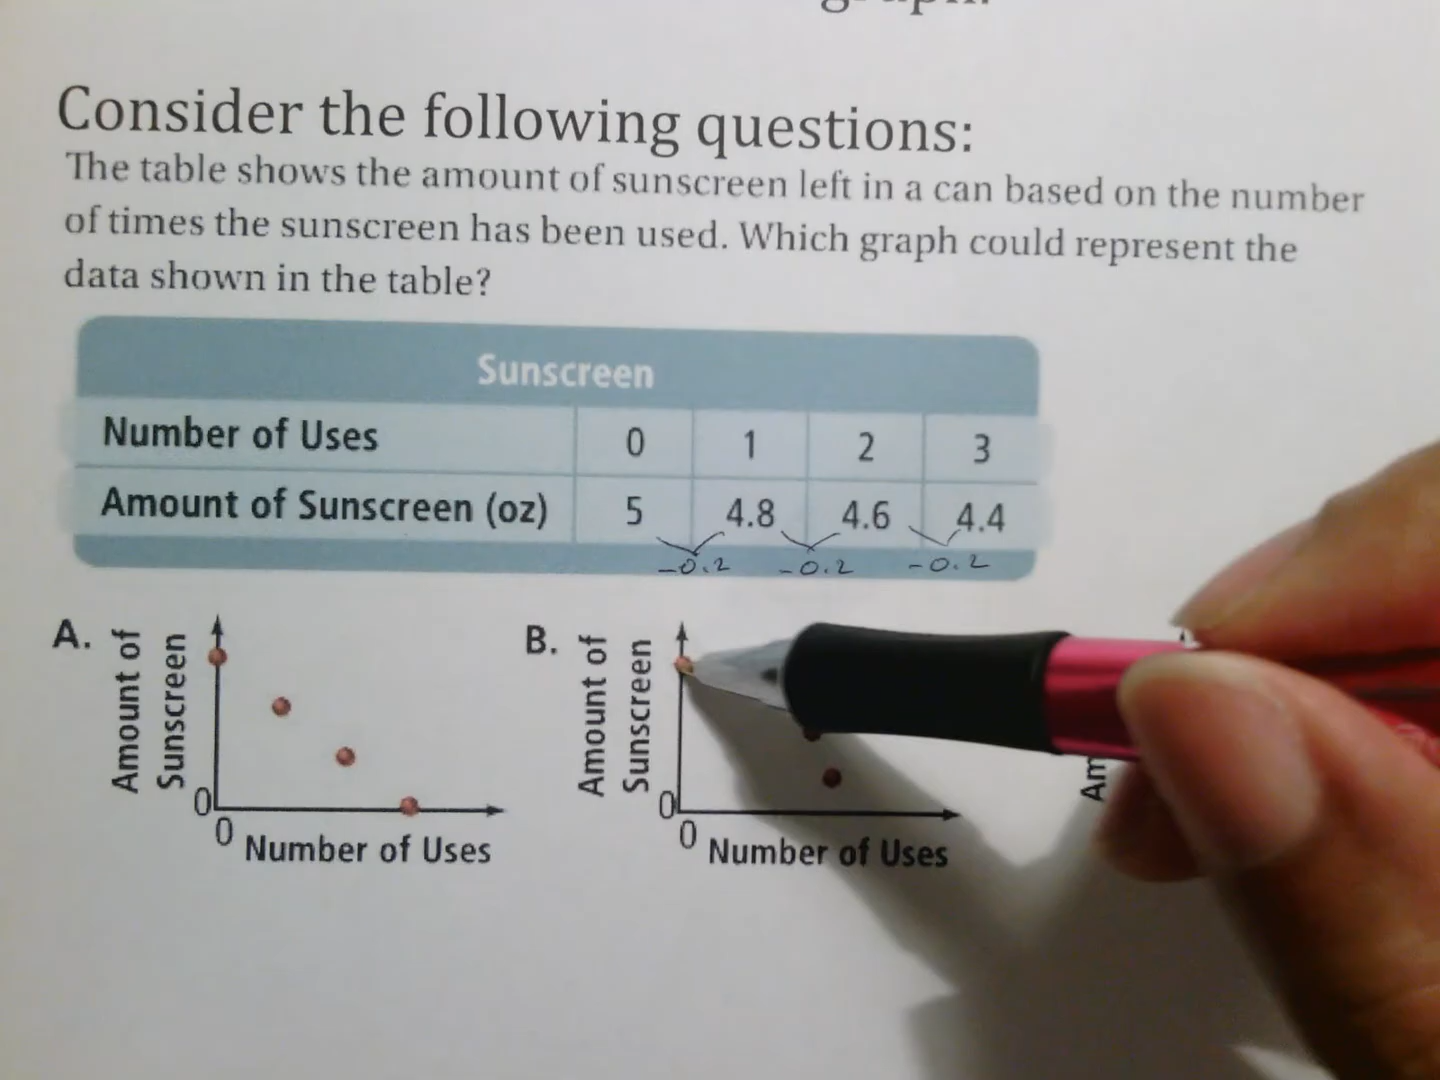 Consider the following questions:
The table shows the amount of sunscreen left in a can based on the number
of times the sunscreen has been used. Which graph could represent the
data shown in the table?
Sunscreen
Number of Uses 0 1 2 3
Amount of Sunscreen (oz) 5 4.8 4.6 4.4
-0.2 -0.2 -0.2
A.
Amount of
Sunscreen
0
0
Number of Uses
B.
Amount of
Sunscreen
0
0
Number of Uses